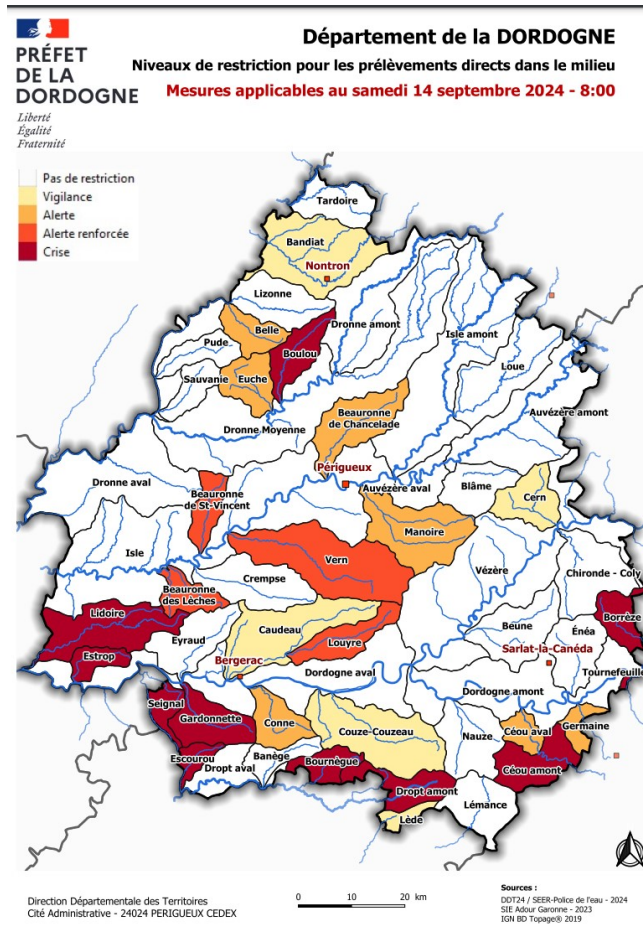 PRÉFET
DE LA
DORDOGNE
Liberté
Égalité
Fraternité
Département de la DORDOGNE
Niveaux de restriction pour les prélèvements directs dans le milieu
Mesures applicables au samedi 14 septembre 2024 - 8:00
Pas de restriction
Vigilance
Alerte
Alerte renforcée
Crise
Tardoire
Bandiat
Nontron
Lizonne
Belle
Dronne amont
Isle amont
Pude
Boulou
Loue
Sauvanie
Euche
Beauronne
de Chancelade
Auvézère amont
Dronne Moyenne
Périgueux
Dronne aval
Beauronne
de St-Vincent
Auvézère aval
Blâme
Cern
Manoire
Isle
Vern
Vézère
Chironde - Coly
Crempse
Beauronne
des Lèches
Lidoire
Borrèze
Caudeau
Beune
Énéa
Eyraud
Louyre
Sarlat-la-Canéda
Estrop
Bergerac
Dordogne aval
Tournefeuille
Dordogne amont
Seignal
Gardonnette
Conne
Couze-Couzeau
Nauze
Céou aval
Germaine
Escourou
Banège
Bournègue
Dropt aval
Céou amont
Dropt amont
Lémance
Lède
Direction Départementale des Territoires
Cité Administrative - 24024 PERIGUEUX CEDEX
0 10 20 km
Sources :
DDT24 / SEER-Police de l'eau - 2024
SIE Adour Garonne - 2023
IGN BD Topage® 2019